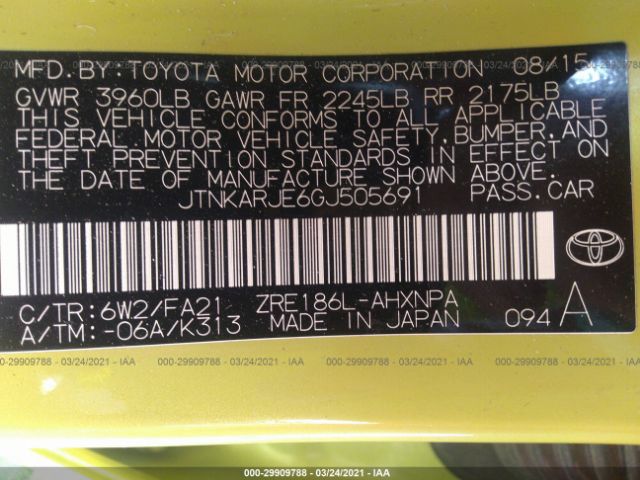 MFD. BY: TOYOTA MOTOR CORPORATION 08/15
GVWR 3960LB GAWR FR 2245LB RR 2175LB
THIS VEHICLE CONFORMS TO ALL APPLICABLE
FEDERAL MOTOR VEHICLE SAFETY, BUMPER, AND
THEFT PREVENTION STANDARDS IN EFFECT ON
THE DATE OF MANUFACTURE SHOWN ABOVE.
JTNKARJE6GJ505691 PASS. CAR
C/TR: 6W2/FA21 ZRE186L-AHXNPA
A/TM: -06A/K313 MADE IN JAPAN 094 A
000-29909788 - 03/24/2021 - IAA